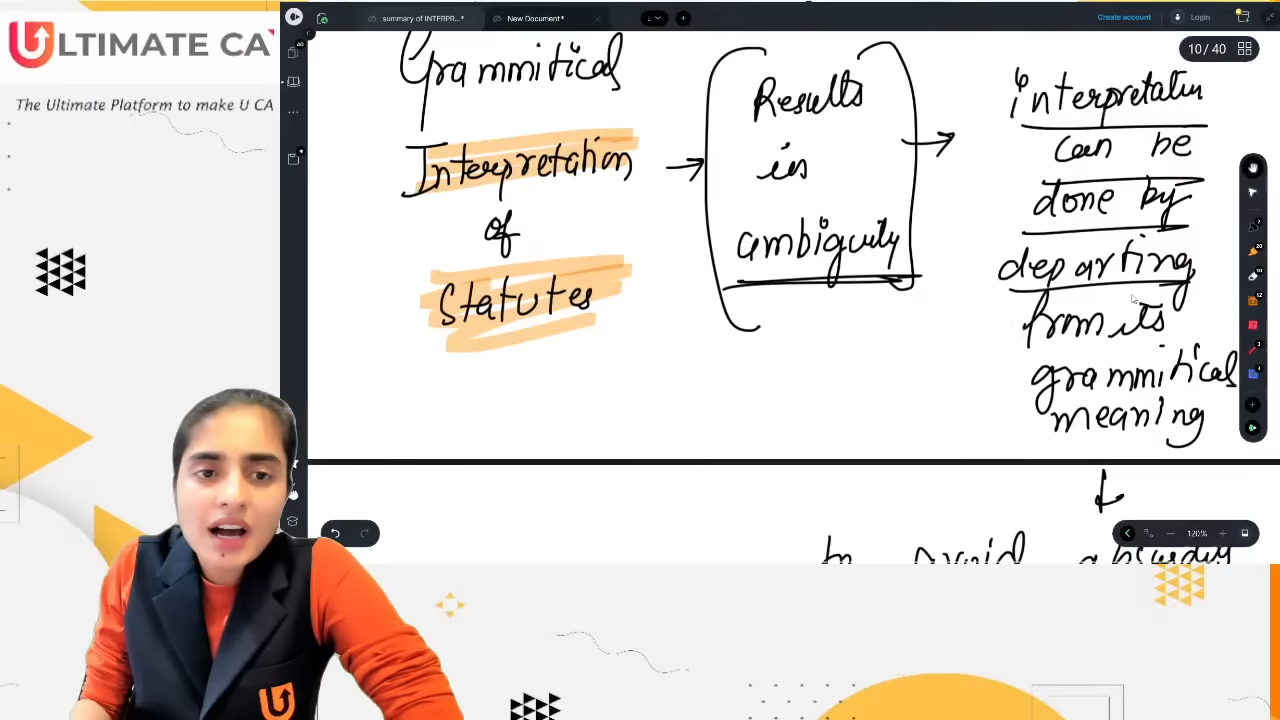 ULTIMATE CA
The Ultimate Platform to make U CA
summary of INTERPR...*
New Document*
Create account
Login
10 / 40
Grammitical
Interpretation
of
Statutes
Results
in
ambiguity
interpretation
can be
done by
departing
from its
grammitical
meaning
to avoid absurdity
120%